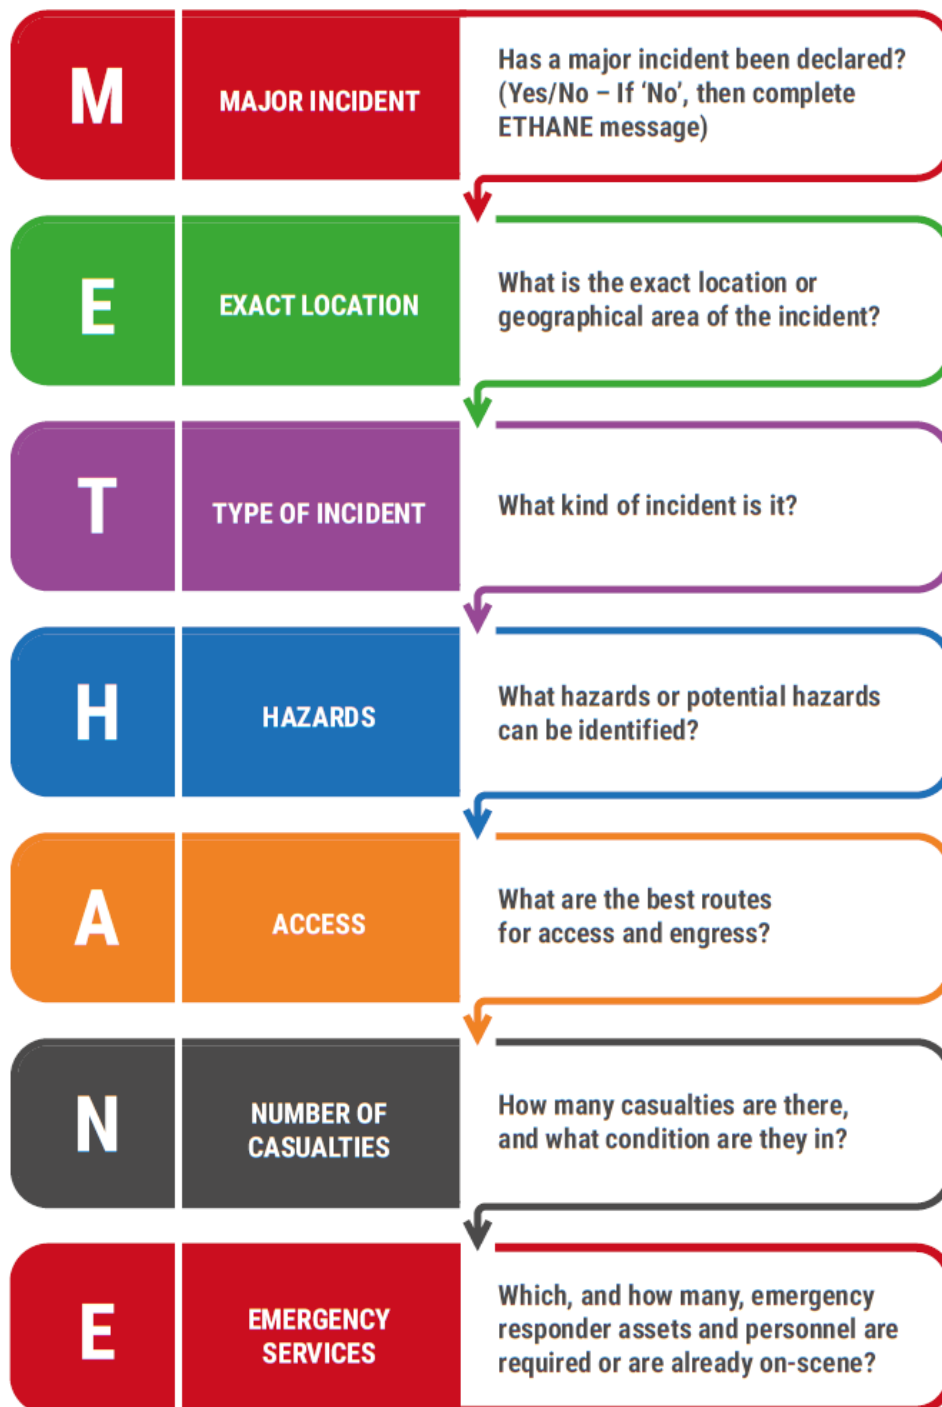 M
MAJOR INCIDENT
Has a major incident been declared?
(Yes/No – If ‘No’, then complete
ETHANE message)
E
EXACT LOCATION
What is the exact location or
geographical area of the incident?
T
TYPE OF INCIDENT
What kind of incident is it?
H
HAZARDS
What hazards or potential hazards
can be identified?
A
ACCESS
What are the best routes
for access and engress?
N
NUMBER OF
CASUALTIES
How many casualties are there,
and what condition are they in?
E
EMERGENCY
SERVICES
Which, and how many, emergency
responder assets and personnel are
required or are already on-scene?